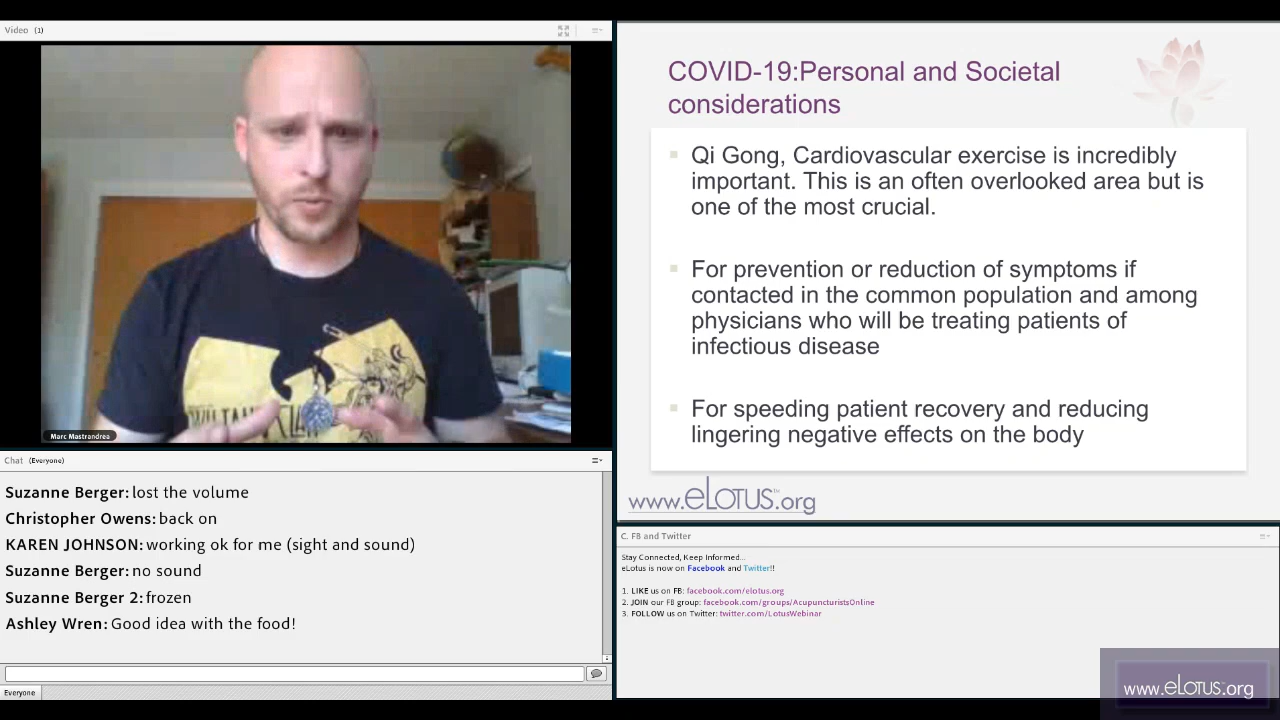 Video (1)
Marc Mastrandrea
Chat (Everyone)
Suzanne Berger: lost the volume
Christopher Owens: back on
KAREN JOHNSON: working ok for me (sight and sound)
Suzanne Berger: no sound
Suzanne Berger 2: frozen
Ashley Wren: Good idea with the food!
Everyone
COVID-19:Personal and Societal
considerations
Qi Gong, Cardiovascular exercise is incredibly
important. This is an often overlooked area but is
one of the most crucial.
For prevention or reduction of symptoms if
contacted in the common population and among
physicians who will be treating patients of
infectious disease
For speeding patient recovery and reducing
lingering negative effects on the body
www.eLOTUS.org
C. FB and Twitter
Stay Connected, Keep Informed...
eLotus is now on Facebook and Twitter!!
1. LIKE us on FB: facebook.com/elotus.org
2. JOIN our FB group: facebook.com/groups/AcupuncturistsOnline
3. FOLLOW us on Twitter: twitter.com/LotusWebinar
www.eLOTUS.org